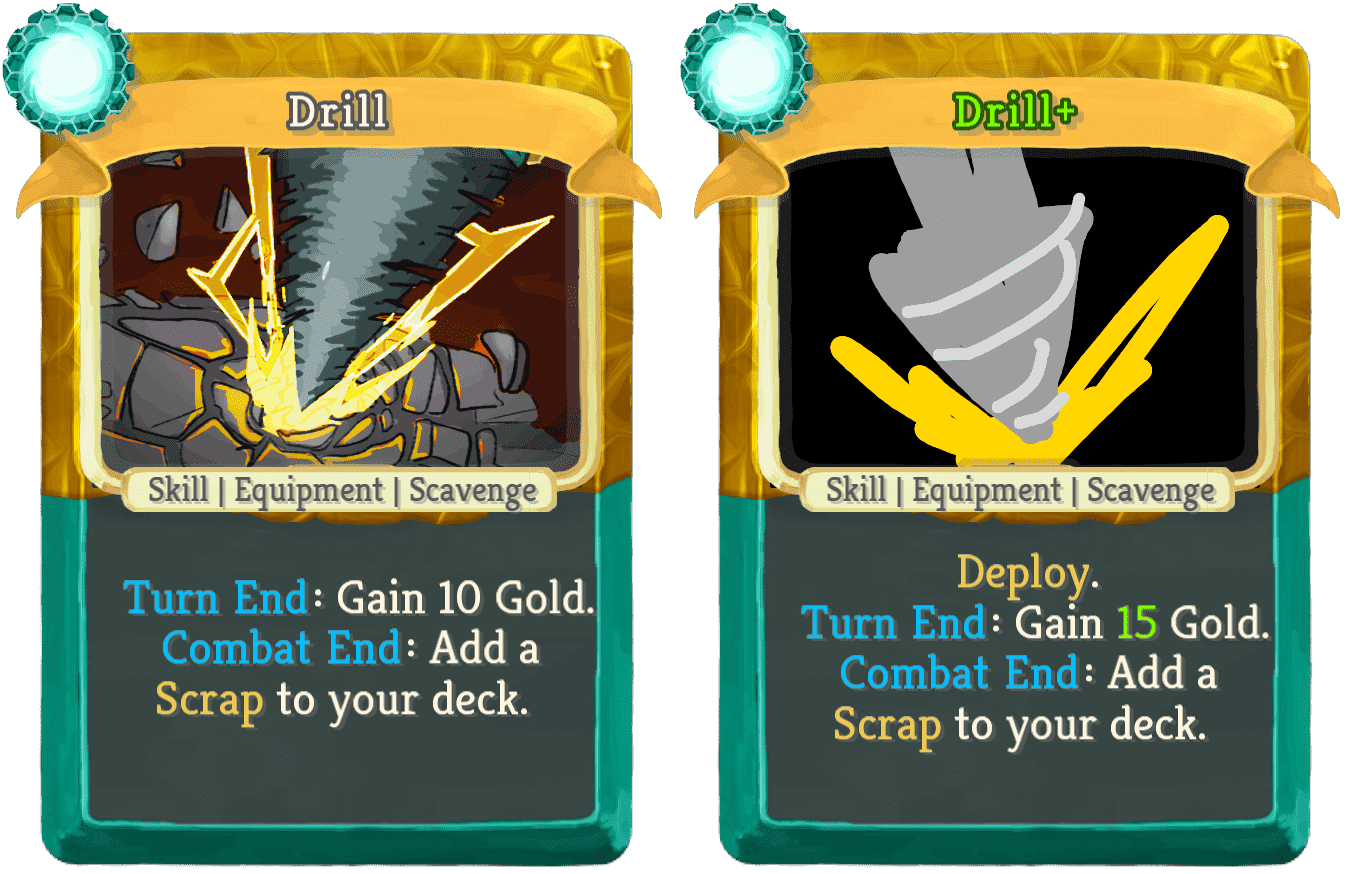 Drill
Skill | Equipment | Scavenge
Turn End: Gain 10 Gold.
Combat End: Add a
Scrap to your deck.
Drill+
Skill | Equipment | Scavenge
Deploy.
Turn End: Gain 15 Gold.
Combat End: Add a
Scrap to your deck.